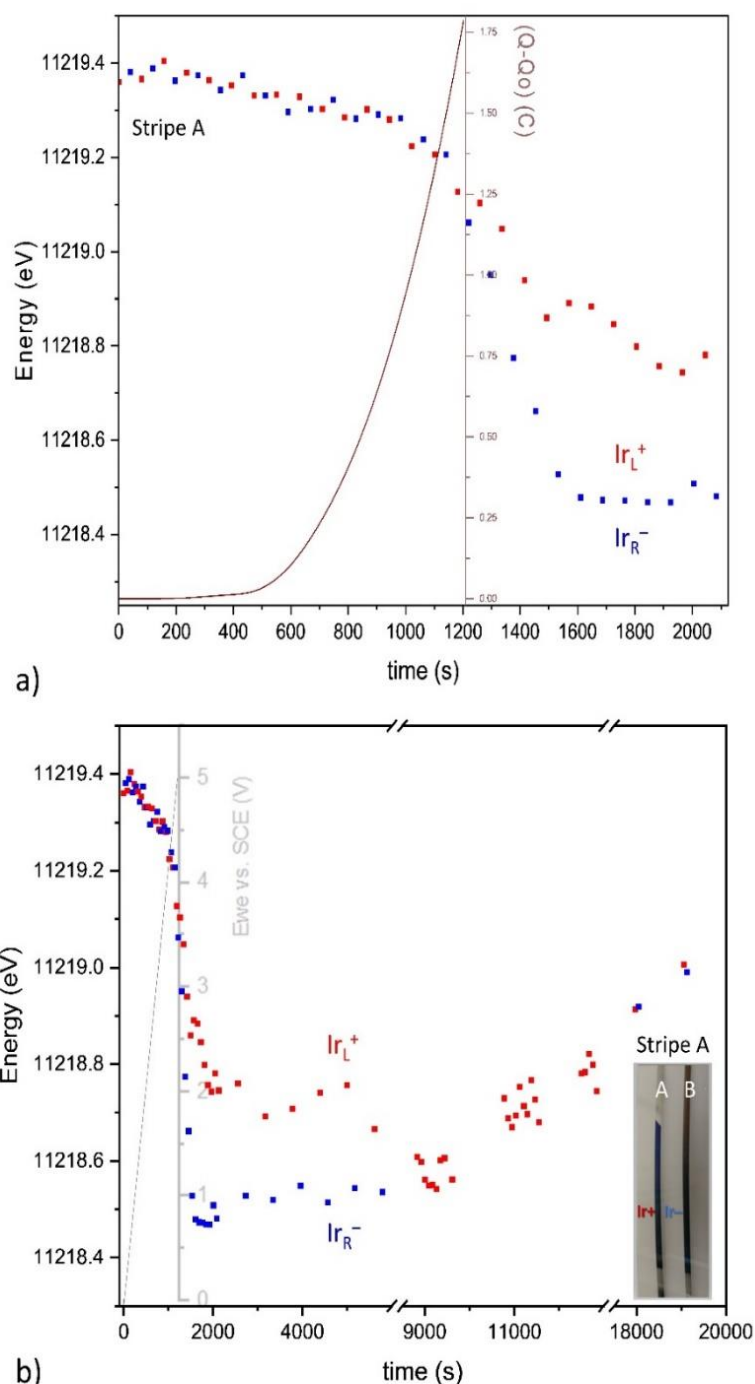 11219.4
11219.2
11219.0
11218.8
11218.6
11218.4
Energy (eV)
Stripe A
1.75
1.50
1.25
1.00
0.75
0.50
0.25
0.00
(Q-Qo) (C)
IrL+
IrR−
0 200 400 600 800 1000 1200 1400 1600 1800 2000
time (s)
a)
11219.4
11219.2
11219.0
11218.8
11218.6
11218.4
Energy (eV)
5
4
3
2
1
0
Ewe vs. SCE (V)
IrL+
IrR−
Stripe A
A B
Ir+ Ir−
0 2000 4000 9000 11000 18000 20000
time (s)
b)